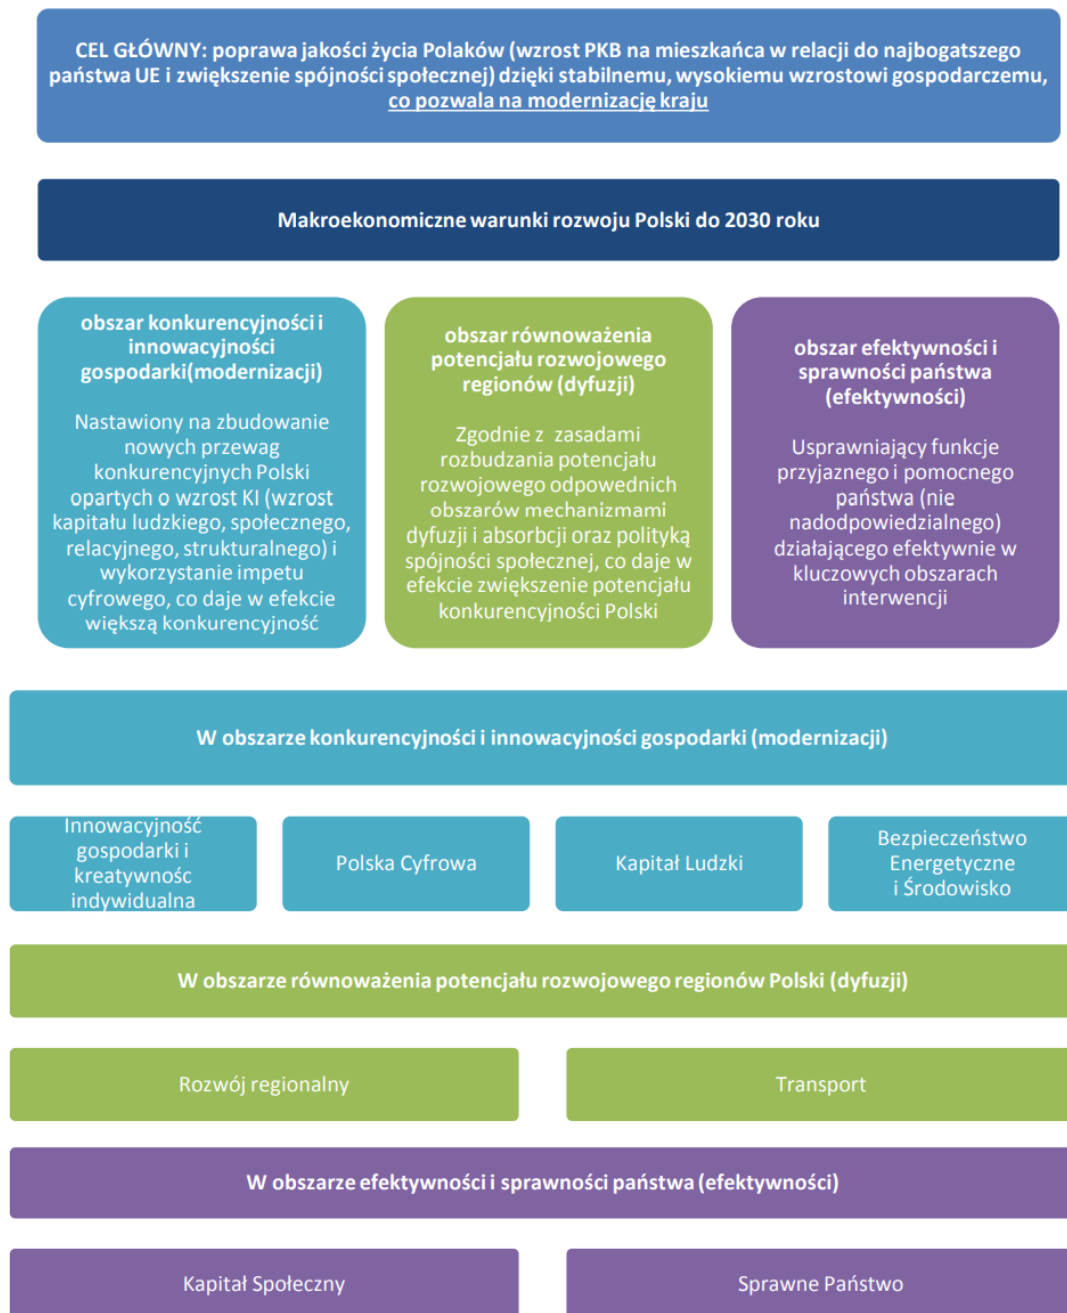 CEL GŁÓWNY: poprawa jakości życia Polaków (wzrost PKB na mieszkańca w relacji do najbogatszego
państwa UE i zwiększenie spójności społecznej) dzięki stabilnemu, wysokiemu wzrostowi gospodarczemu,
co pozwala na modernizację kraju
Makroekonomiczne warunki rozwoju Polski do 2030 roku
obszar konkurencyjności i
innowacyjności
gospodarki(modernizacji)
Nastawiony na zbudowanie
nowych przewag
konkurencyjnych Polski
opartych o wzrost KI (wzrost
kapitału ludzkiego, społecznego,
relacyjnego, strukturalnego) i
wykorzystanie impetu
cyfrowego, co daje w efekcie
większą konkurencyjność
obszar równoważenia
potencjału rozwojowego
regionów (dyfuzji)
Zgodnie z zasadami
rozbudzania potencjału
rozwojowego odpowednich
obszarów mechanizmami
dyfuzji i absorbcji oraz polityką
spójności społecznej, co daje w
efekcie zwiększenie potencjału
konkurencyjności Polski
obszar efektywności i
sprawności państwa
(efektywności)
Usprawniający funkcje
przyjaznego i pomocnego
państwa (nie
nadodpowiedzialnego)
działającego efektywnie w
kluczowych obszarach
interwencji
W obszarze konkurencyjności i innowacyjności gospodarki (modernizacji)
Innowacyjność
gospodarki i
kreatywnośc
indywidualna
Polska Cyfrowa
Kapitał Ludzki
Bezpieczeństwo
Energetyczne
i Środowisko
W obszarze równoważenia potencjału rozwojowego regionów Polski (dyfuzji)
Rozwój regionalny
Transport
W obszarze efektywności i sprawności państwa (efektywności)
Kapitał Społeczny
Sprawne Państwo